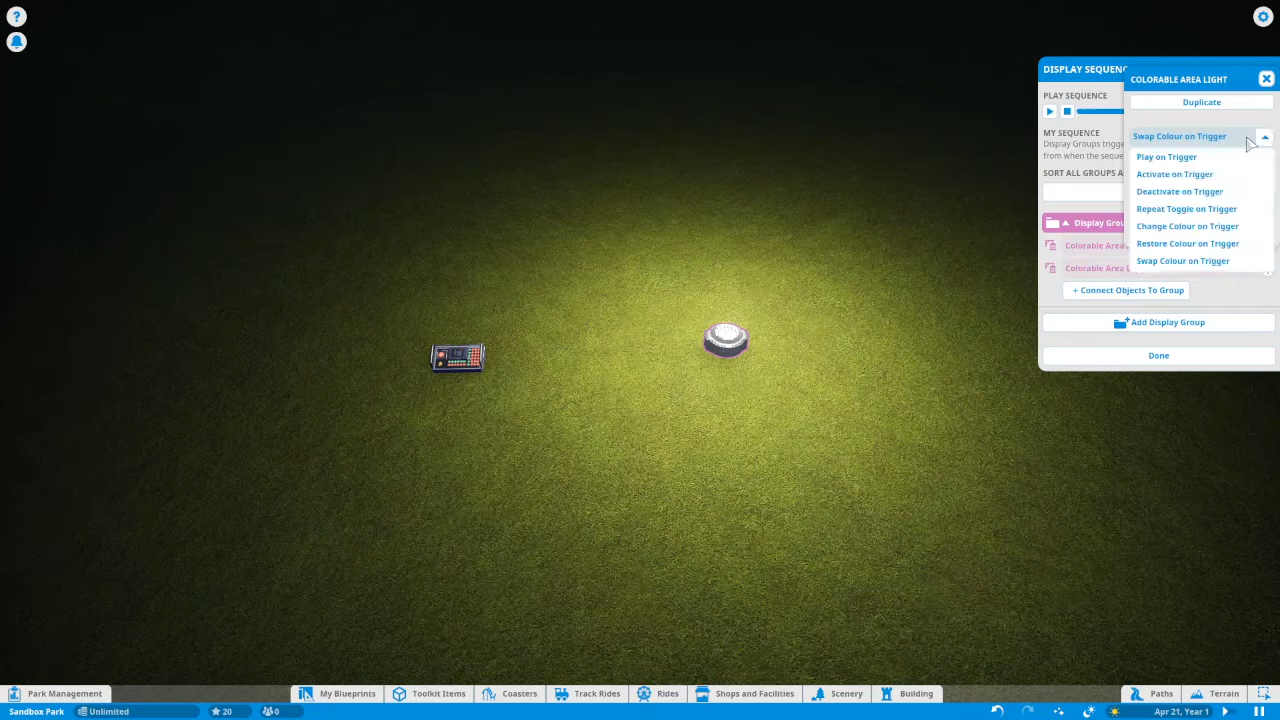 ?
DISPLAY SEQUENC
COLORABLE AREA LIGHT
PLAY SEQUENCE
Duplicate
MY SEQUENCE
Display Groups trigge
from when the seque
Swap Colour on Trigger
Play on Trigger
Activate on Trigger
Deactivate on Trigger
Repeat Toggle on Trigger
Change Colour on Trigger
Restore Colour on Trigger
Swap Colour on Trigger
SORT ALL GROUPS A
Display Grou
Colorable Area
Colorable Area
+ Connect Objects To Group
Add Display Group
Done
Park Management
My Blueprints
Toolkit Items
Coasters
Track Rides
Rides
Shops and Facilities
Scenery
Building
Paths
Terrain
Sandbox Park
Unlimited
20
0
Apr 21, Year 1